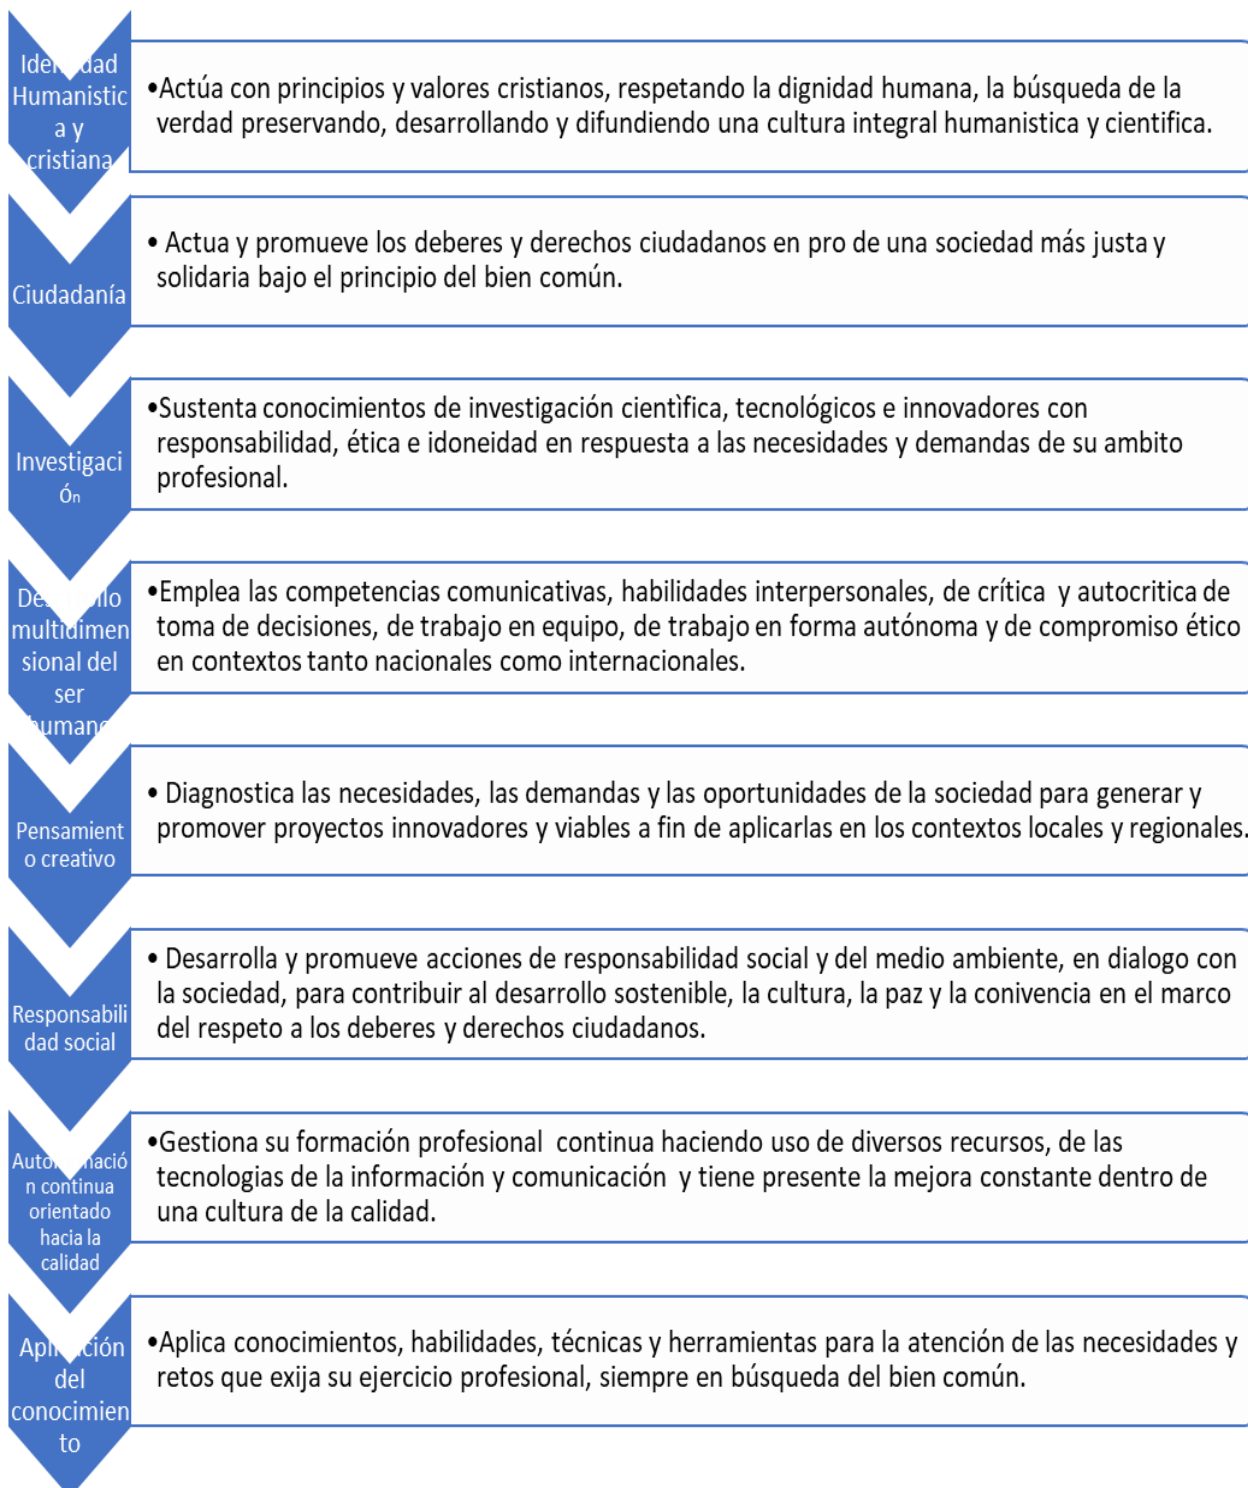 Identidad
Humanistic
a y
cristiana
•Actúa con principios y valores cristianos, respetando la dignidad humana, la búsqueda de la
verdad preservando, desarrollando y difundiendo una cultura integral humanistica y cientifica.
Ciudadanía
• Actua y promueve los deberes y derechos ciudadanos en pro de una sociedad más justa y
solidaria bajo el principio del bien común.
Investigaci
ón
•Sustenta conocimientos de investigación cientìfica, tecnológicos e innovadores con
responsabilidad, ética e idoneidad en respuesta a las necesidades y demandas de su ambito
profesional.
Desarrollo
multidimen
sional del
ser
humano
•Emplea las competencias comunicativas, habilidades interpersonales, de crítica y autocritica de
toma de decisiones, de trabajo en equipo, de trabajo en forma autónoma y de compromiso ético
en contextos tanto nacionales como internacionales.
Pensamient
o creativo
• Diagnostica las necesidades, las demandas y las oportunidades de la sociedad para generar y
promover proyectos innovadores y viables a fin de aplicarlas en los contextos locales y regionales.
Responsabili
dad social
• Desarrolla y promueve acciones de responsabilidad social y del medio ambiente, en dialogo con
la sociedad, para contribuir al desarrollo sostenible, la cultura, la paz y la conivencia en el marco
del respeto a los deberes y derechos ciudadanos.
Autoformació
n continua
orientado
hacia la
calidad
•Gestiona su formación profesional continua haciendo uso de diversos recursos, de las
tecnologias de la información y comunicación y tiene presente la mejora constante dentro de
una cultura de la calidad.
Aplicación
del
conocimien
to
•Aplica conocimientos, habilidades, técnicas y herramientas para la atención de las necesidades y
retos que exija su ejercicio profesional, siempre en búsqueda del bien común.